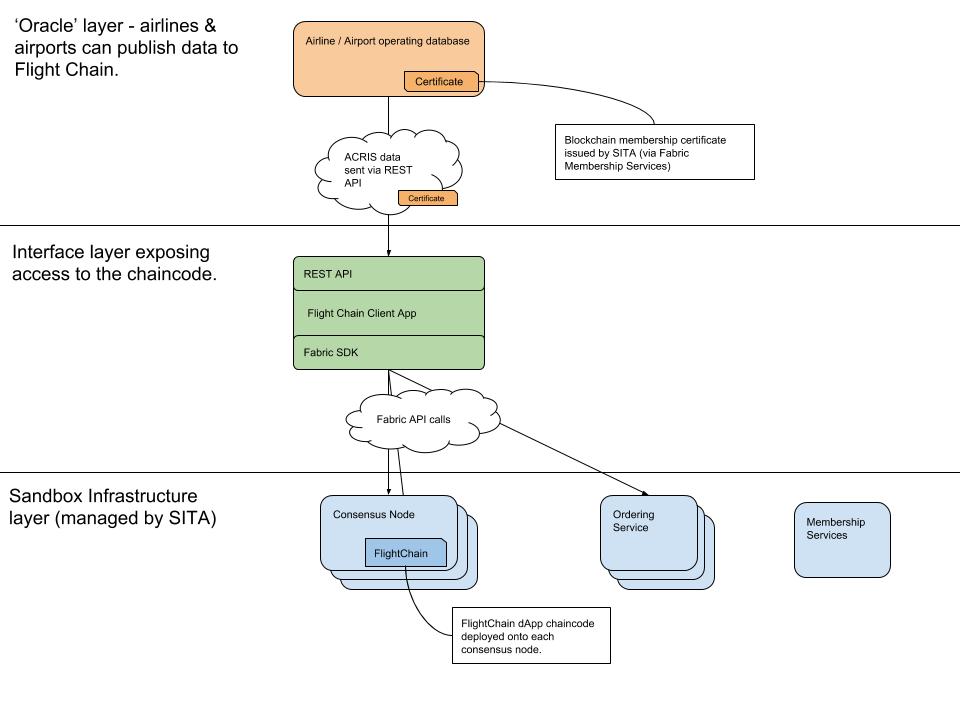 ‘Oracle’ layer - airlines &
airports can publish data to
Flight Chain.
Airline / Airport operating database
Certificate
Blockchain membership certificate
issued by SITA (via Fabric
Membership Services)
ACRIS data
sent via REST
API
Certificate
Interface layer exposing
access to the chaincode.
REST API
Flight Chain Client App
Fabric SDK
Fabric API calls
Sandbox Infrastructure
layer (managed by SITA)
Consensus Node
FlightChain
Ordering
Service
Membership
Services
FlightChain dApp chaincode
deployed onto each
consensus node.